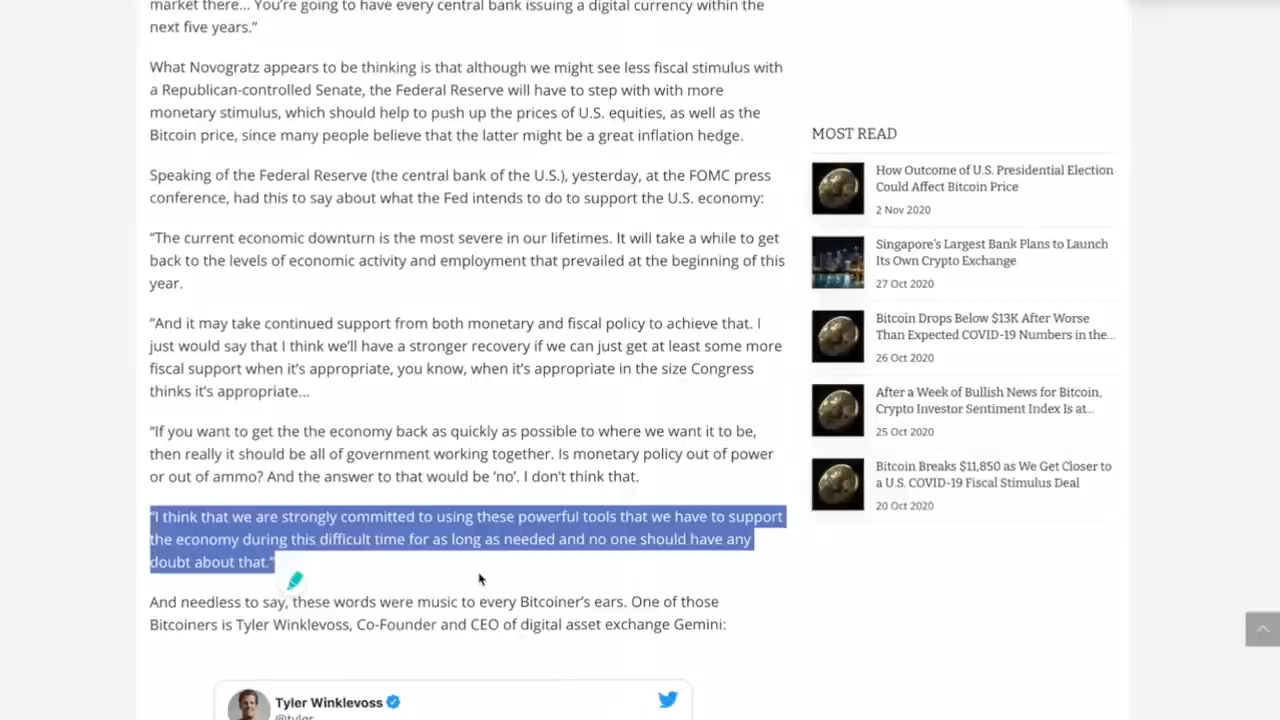 market there... You're going to have every central bank issuing a digital currency within the
next five years.”
What Novogratz appears to be thinking is that although we might see less fiscal stimulus with
a Republican-controlled Senate, the Federal Reserve will have to step with with more
monetary stimulus, which should help to push up the prices of U.S. equities, as well as the
Bitcoin price, since many people believe that the latter might be a great inflation hedge.
Speaking of the Federal Reserve (the central bank of the U.S.), yesterday, at the FOMC press
conference, had this to say about what the Fed intends to do to support the U.S. economy:
“The current economic downturn is the most severe in our lifetimes. It will take a while to get
back to the levels of economic activity and employment that prevailed at the beginning of this
year.
“And it may take continued support from both monetary and fiscal policy to achieve that. I
just would say that I think we'll have a stronger recovery if we can just get at least some more
fiscal support when it's appropriate, you know, when it's appropriate in the size Congress
thinks it's appropriate...
“If you want to get the the economy back as quickly as possible to where we want it to be,
then really it should be all of government working together. Is monetary policy out of power
or out of ammo? And the answer to that would be ‘no’. I don't think that.
“I think that we are strongly committed to using these powerful tools that we have to support
the economy during this difficult time for as long as needed and no one should have any
doubt about that.”
And needless to say, these words were music to every Bitcoiner's ears. One of those
Bitcoiners is Tyler Winklevoss, Co-Founder and CEO of digital asset exchange Gemini:
Tyler Winklevoss
@tyler
MOST READ
How Outcome of U.S. Presidential Election
Could Affect Bitcoin Price
2 Nov 2020
Singapore's Largest Bank Plans to Launch
Its Own Crypto Exchange
27 Oct 2020
Bitcoin Drops Below $13K After Worse
Than Expected COVID-19 Numbers in the...
26 Oct 2020
After a Week of Bullish News for Bitcoin,
Crypto Investor Sentiment Index Is at...
25 Oct 2020
Bitcoin Breaks $11,850 as We Get Closer to
a U.S. COVID-19 Fiscal Stimulus Deal
20 Oct 2020